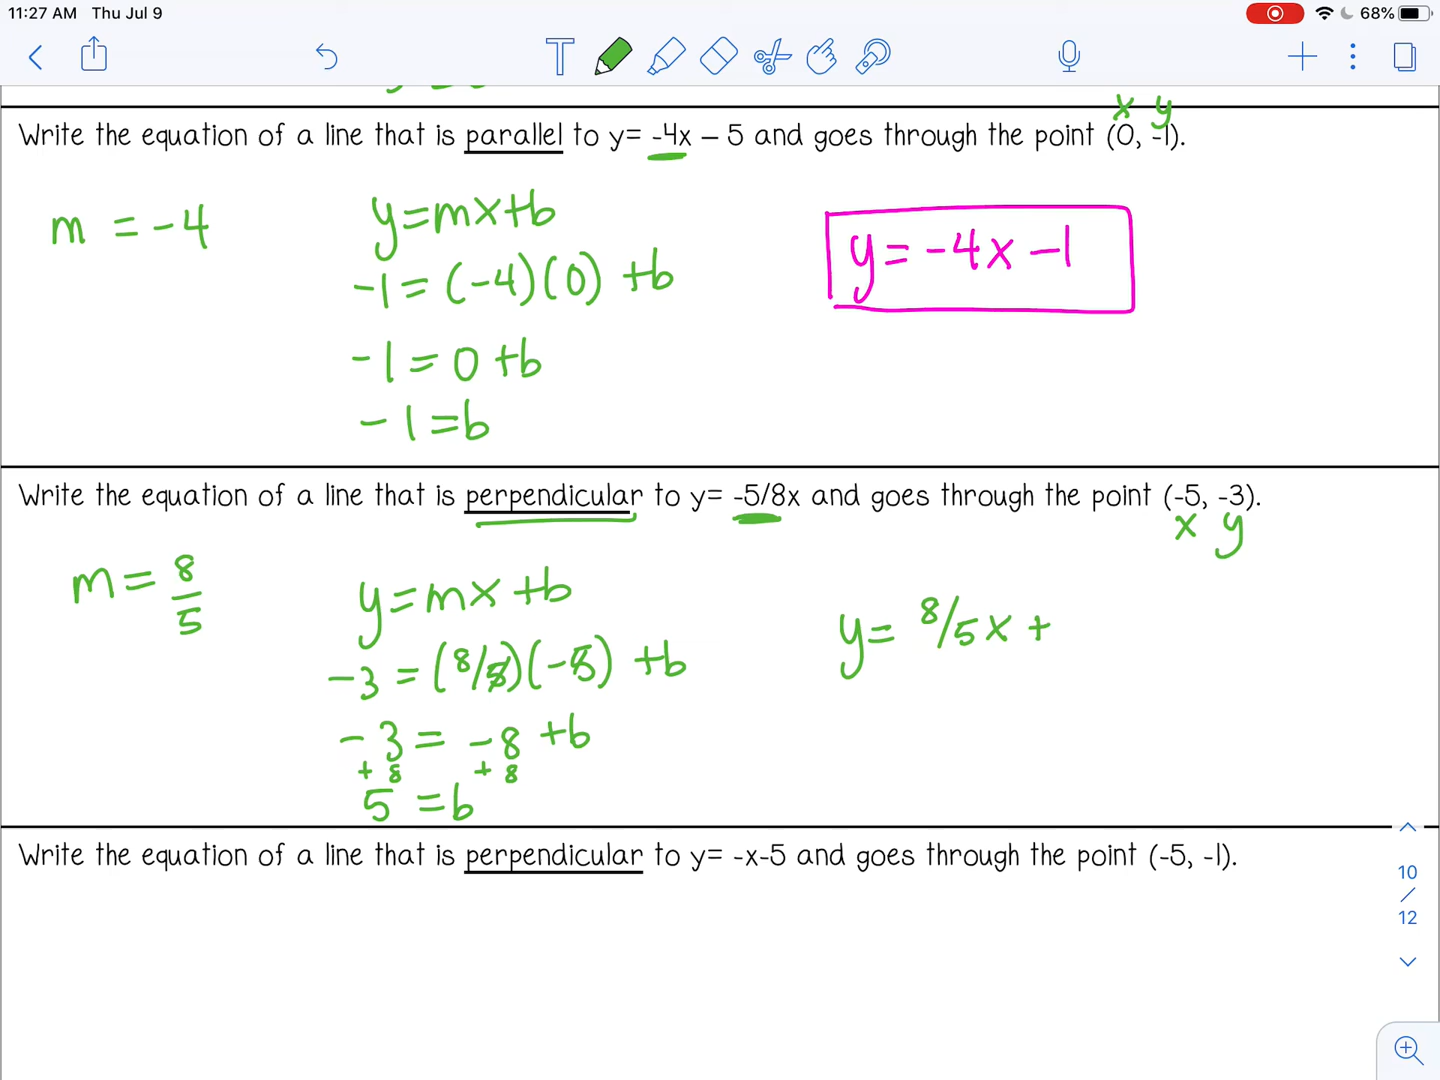 11:27 AM Thu Jul 9 68%
T
x y
Write the equation of a line that is parallel to y= -4x – 5 and goes through the point (0, -1).
m = -4
y=mx+b
-1=(-4)(0) +b
-1=0+b
-1=b
y=-4x-1
Write the equation of a line that is perpendicular to y= -5/8x and goes through the point (-5, -3).
x y
m= 8/5
y=mx+b
-3=(8/5)(-5) +b
-3=-8+b
+8 +8
5=b
y= 8/5x+
Write the equation of a line that is perpendicular to y= -x-5 and goes through the point (-5, -1).
10
/
12